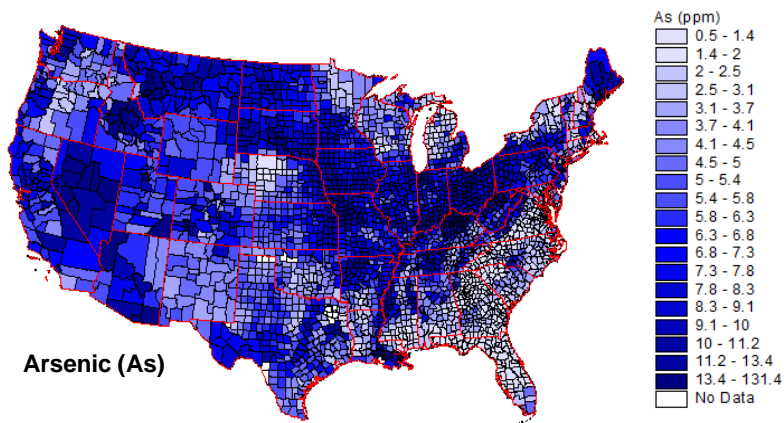 As (ppm)
0.5 - 1.4
1.4 - 2
2 - 2.5
2.5 - 3.1
3.1 - 3.7
3.7 - 4.1
4.1 - 4.5
4.5 - 5
5 - 5.4
5.4 - 5.8
5.8 - 6.3
6.3 - 6.8
6.8 - 7.3
7.3 - 7.8
7.8 - 8.3
8.3 - 9.1
9.1 - 10
10 - 11.2
11.2 - 13.4
13.4 - 131.4
No Data
Arsenic (As)